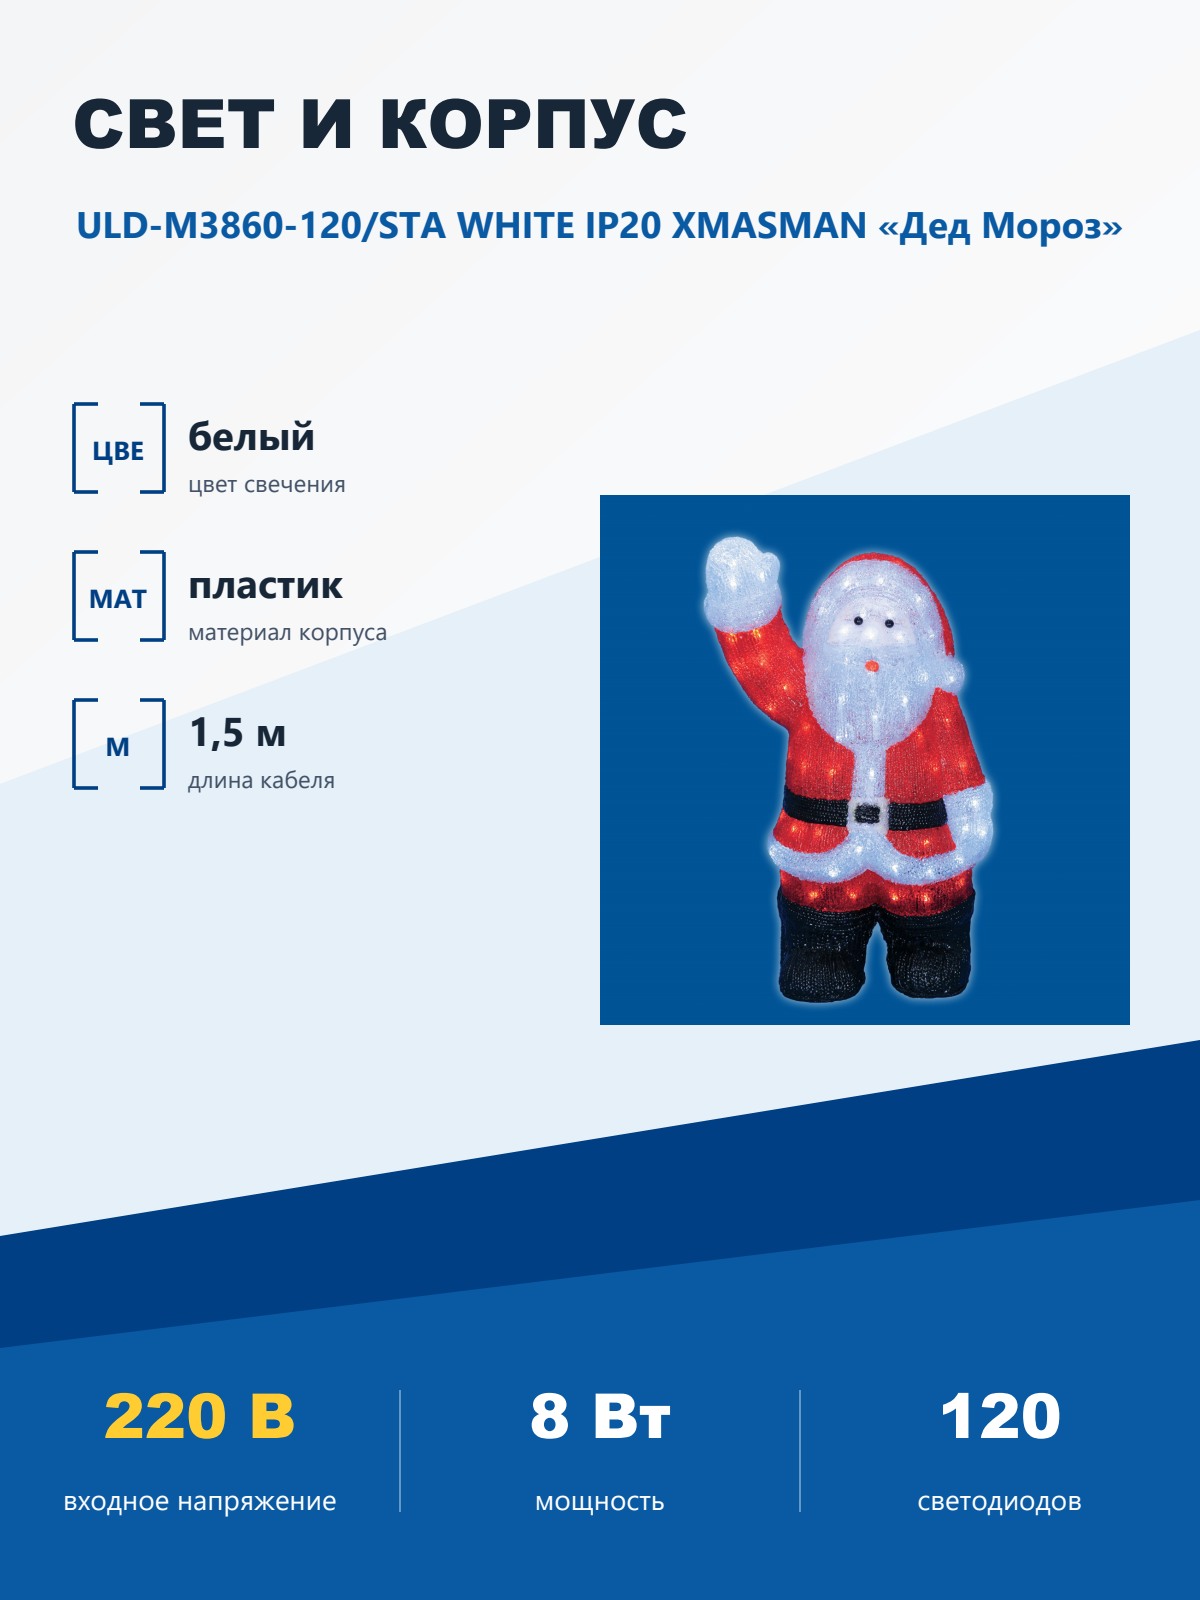 СВЕТ И КОРПУС
ULD-M3860-120/STA WHITE IP20 XMASMAN «Дед Мороз»
ЦВЕ
белый
цвет свечения
МАТ
пластик
материал корпуса
М
1,5 м
длина кабеля
220 В
входное напряжение
8 Вт
мощность
120
светодиодов